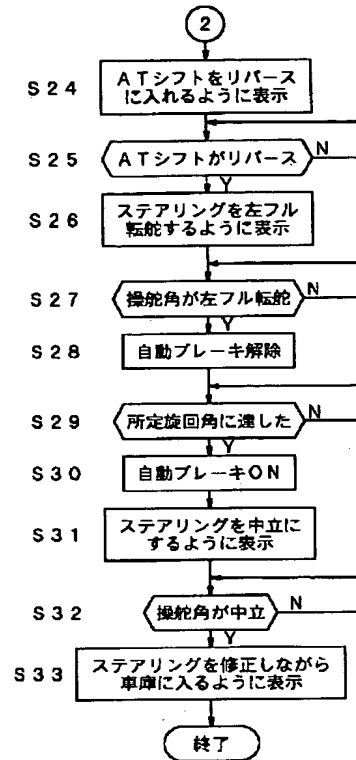 2
S24
ATシフトをリバース
に入れるように表示
S25
ATシフトがリバース
N
Y
S26
ステアリングを左フル
転舵するように表示
S27
操舵角が左フル転舵
N
Y
S28
自動ブレーキ解除
S29
所定旋回角に達した
N
Y
S30
自動ブレーキON
S31
ステアリングを中立に
するように表示
S32
操舵角が中立
N
Y
S33
ステアリングを修正しながら
車庫に入るように表示
終了